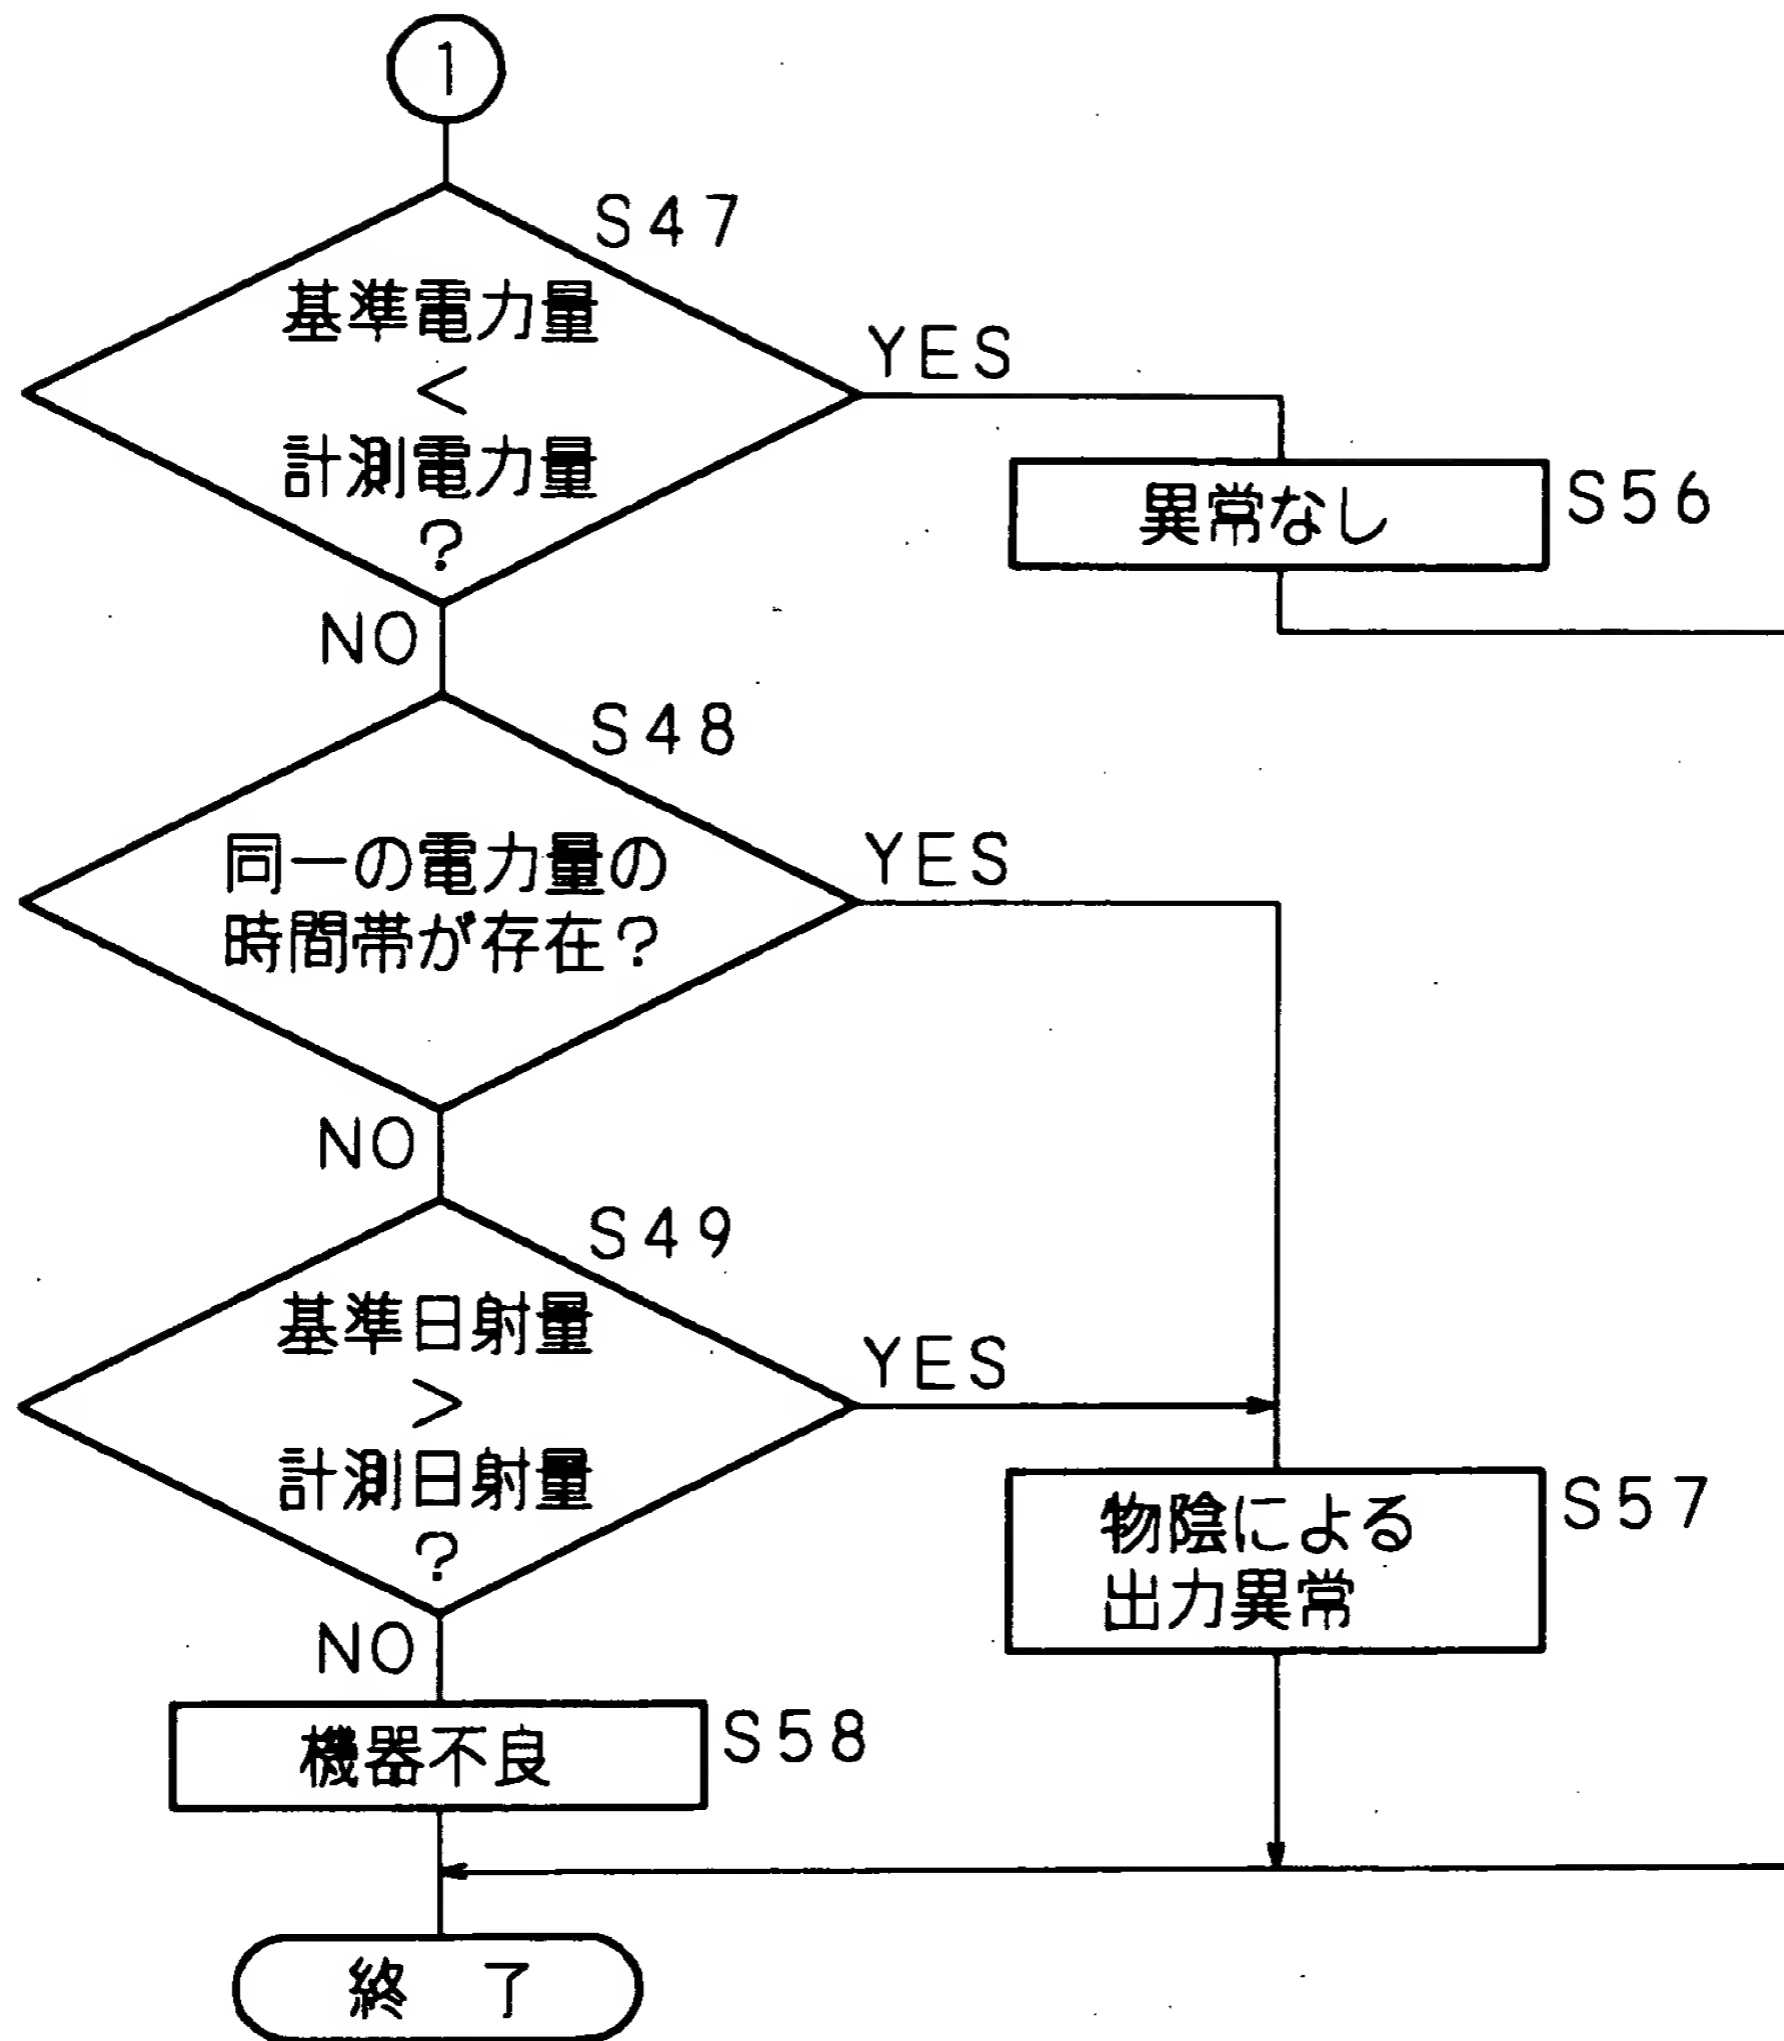 1
S47
基準電力量
<
計測電力量
?
YES
NO
異常なし
S56
S48
同一の電力量の
時間帯が存在?
YES
NO
S49
基準日射量
>
計測日射量
?
YES
NO
物陰による
出力異常
S57
機器不良
S58
終 了